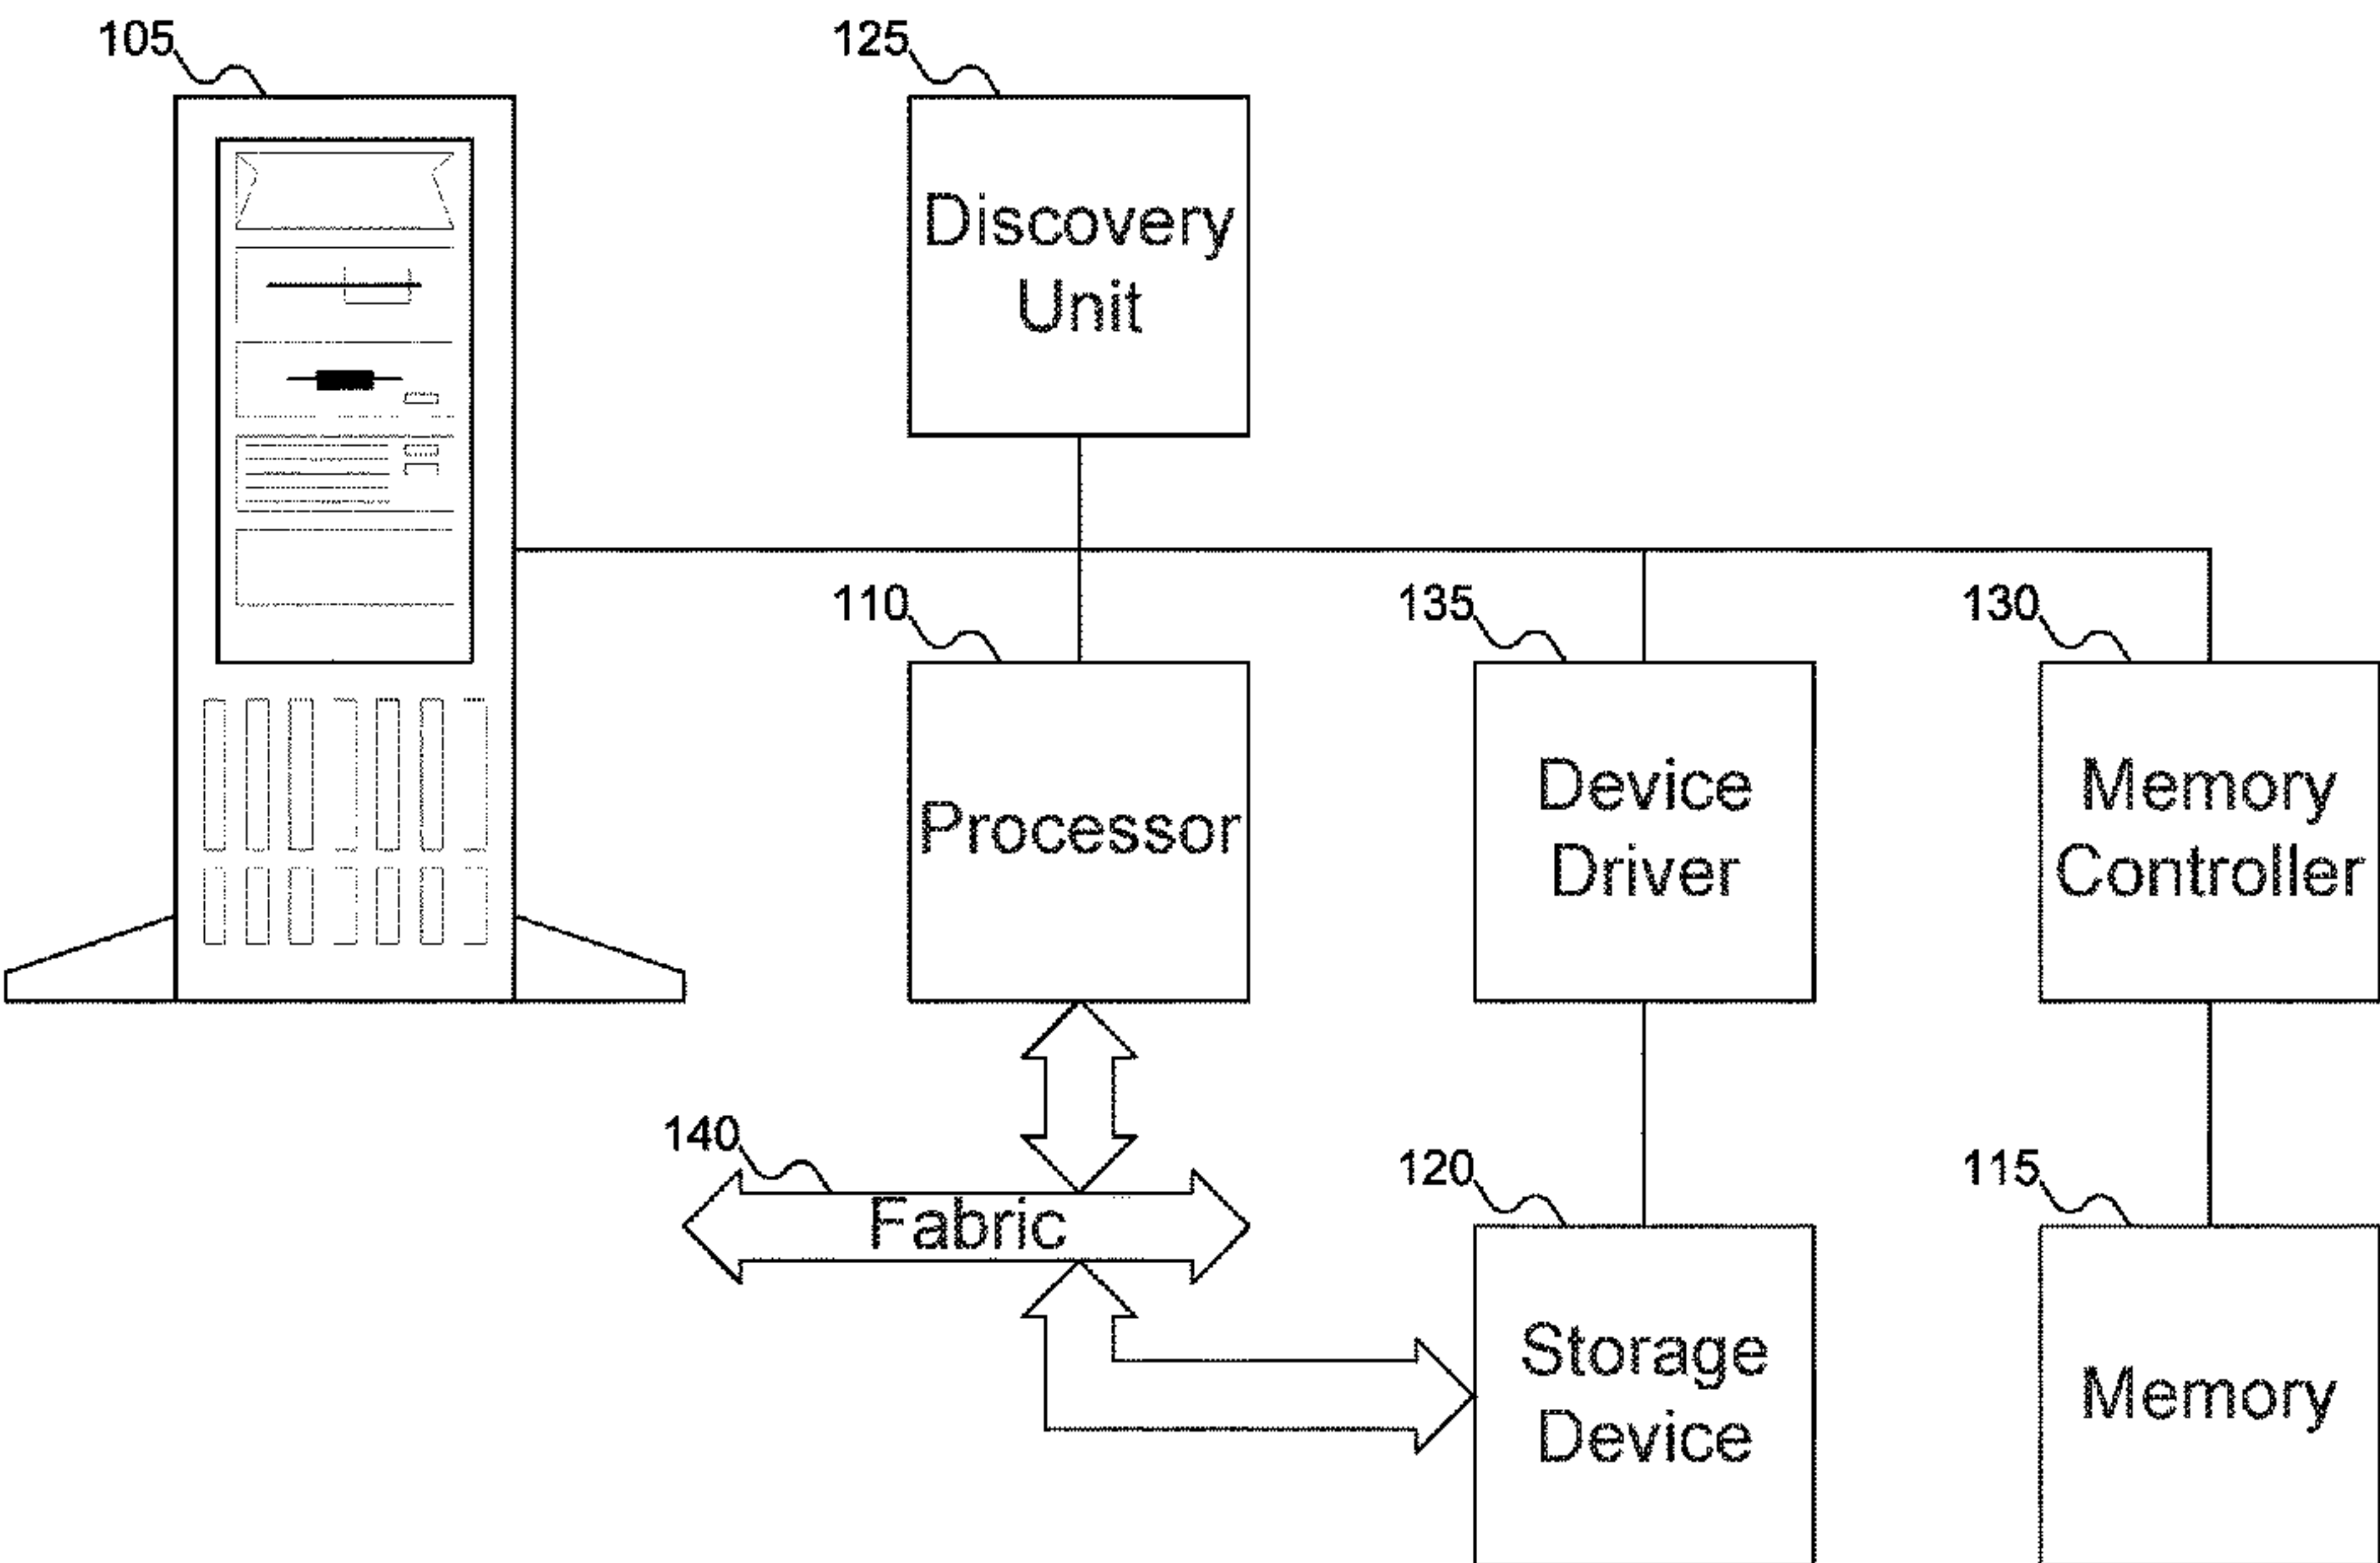 105
125
Discovery
Unit
110
135
130
Processor
Device
Driver
Memory
Controller
140
Fabric
120
115
Storage
Device
Memory